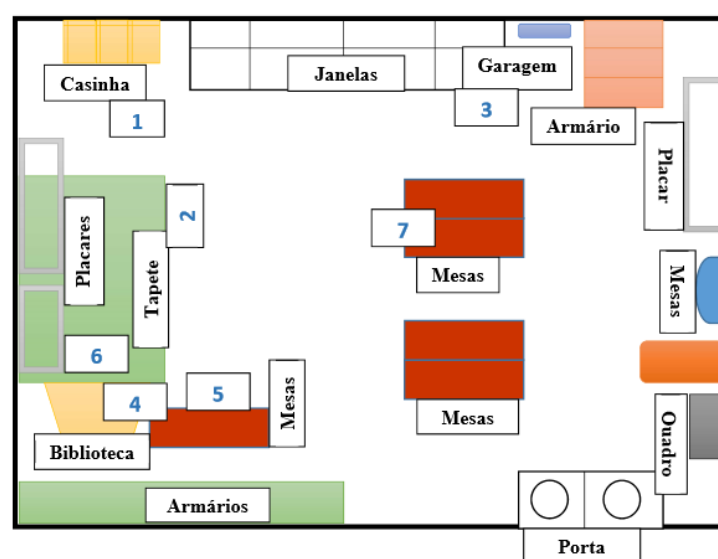 Casinha
1
Janelas
Garagem
3
Armário
Placar
2
Placares
Tapete
7
Mesas
Mesas
6
5
4
Mesas
Mesas
Biblioteca
Quadro
Armários
Porta